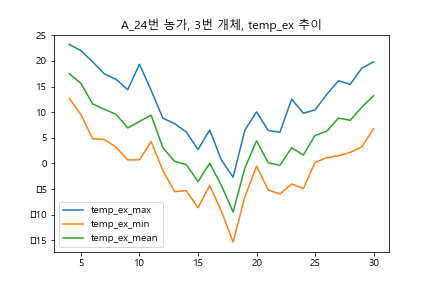 A_24번 농가, 3번 개체, temp_ex 추이
25
20
15
10
5
0
□5
□10
□15
temp_ex_max
temp_ex_min
temp_ex_mean
5 10 15 20 25 30